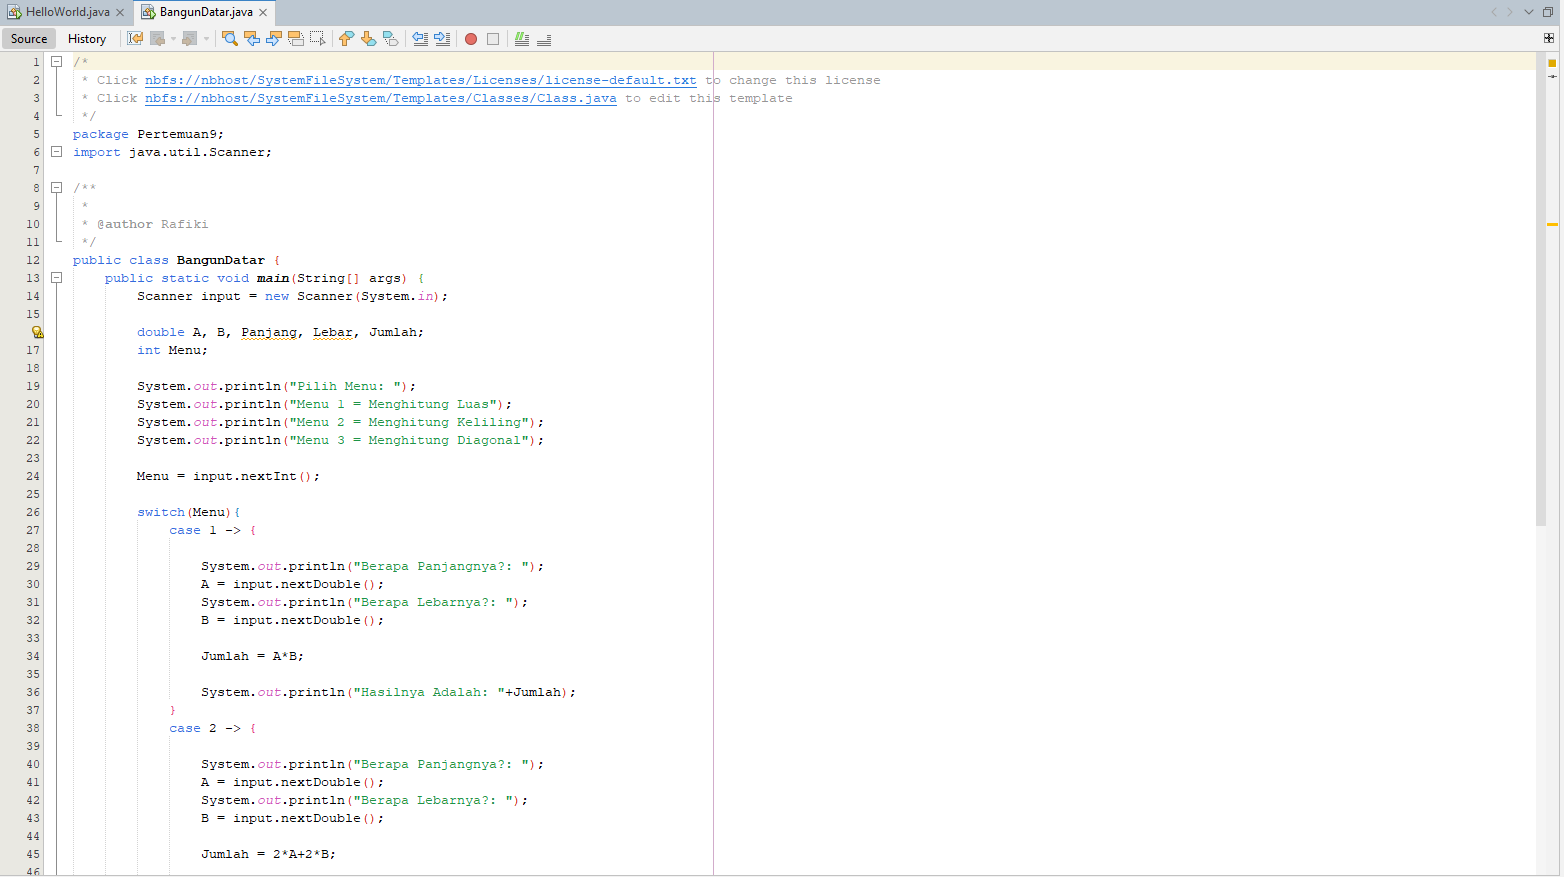 HelloWorld.java × BangunDatar.java ×
Source History
1 /*
2 * Click nbfs://nbhost/SystemFileSystem/Templates/Licenses/license-default.txt to change this license
3 * Click nbfs://nbhost/SystemFileSystem/Templates/Classes/Class.java to edit this template
4 */
5 package Pertemuan9;
6 import java.util.Scanner;
7
8 /**
9 *
10 * @author Rafiki
11 */
12 public class BangunDatar {
13 public static void main(String[] args) {
14 Scanner input = new Scanner(System.in);
15
double A, B, Panjang, Lebar, Jumlah;
17 int Menu;
18
19 System.out.println("Pilih Menu: ");
20 System.out.println("Menu 1 = Menghitung Luas");
21 System.out.println("Menu 2 = Menghitung Keliling");
22 System.out.println("Menu 3 = Menghitung Diagonal");
23
24 Menu = input.nextInt();
25
26 switch(Menu){
27 case 1 -> {
28
29 System.out.println("Berapa Panjangnya?: ");
30 A = input.nextDouble();
31 System.out.println("Berapa Lebarnya?: ");
32 B = input.nextDouble();
33
34 Jumlah = A*B;
35
36 System.out.println("Hasilnya Adalah: "+Jumlah);
37 }
38 case 2 -> {
39
40 System.out.println("Berapa Panjangnya?: ");
41 A = input.nextDouble();
42 System.out.println("Berapa Lebarnya?: ");
43 B = input.nextDouble();
44
45 Jumlah = 2*A+2*B;
46